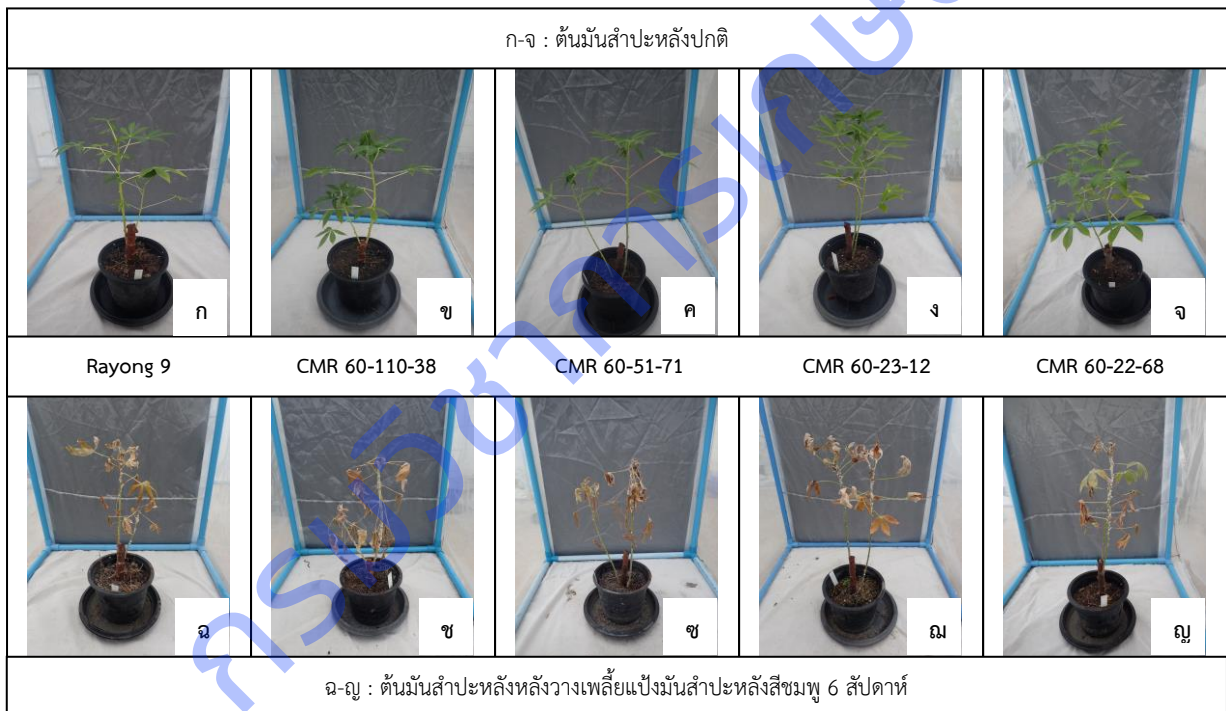 ก-จ : ต้นมันสำปะหลังปกติ
ก ข ค ง จ
Rayong 9 CMR 60-110-38 CMR 60-51-71 CMR 60-23-12 CMR 60-22-68
ฉ ช ซ ฌ ญ
ฉ-ญ : ต้นมันสำปะหลังหลังวางเพลี้ยแป้งมันสำปะหลังสีชมพู 6 สัปดาห์